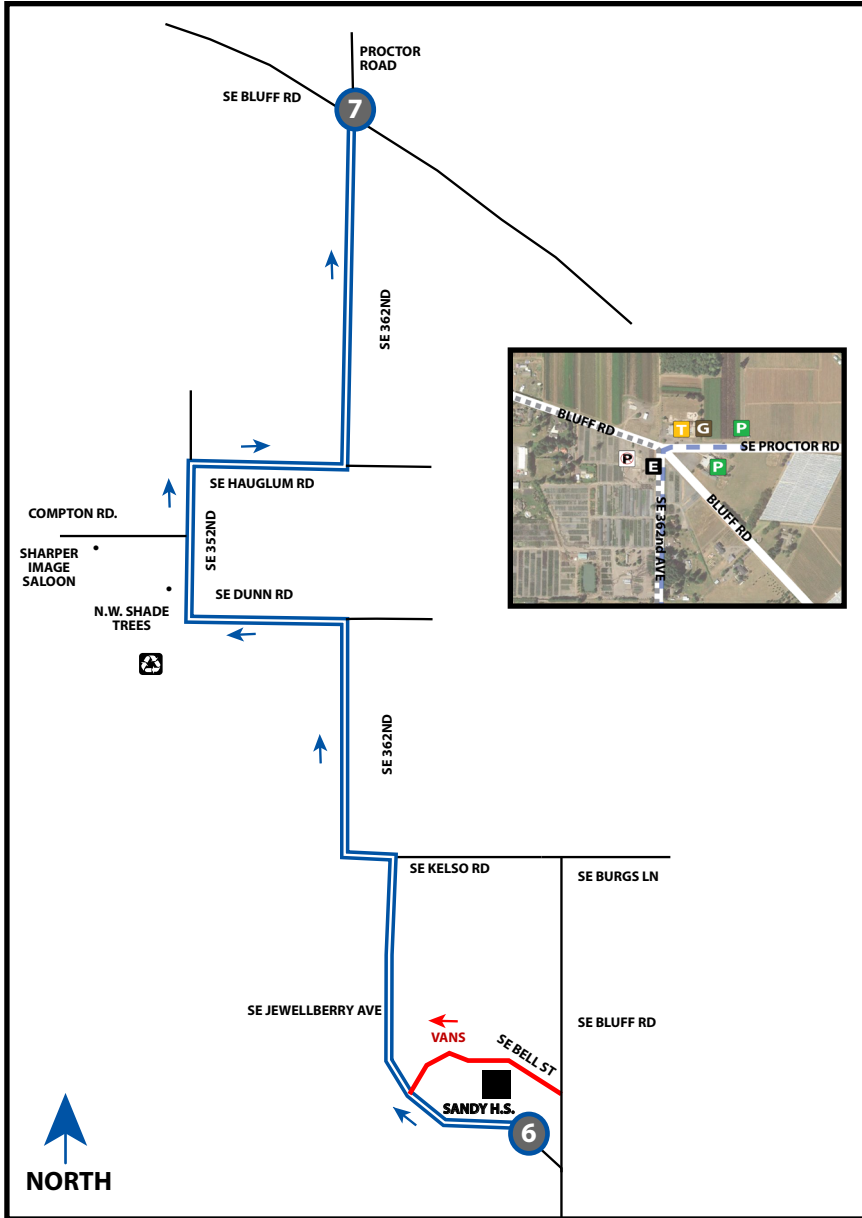 PROCTOR
ROAD
SE BLUFF RD
7
SE 362ND
BLUFF RD
T
G
P
SE PROCTOR RD
P
E
P
BLUFF RD
SE 362nd AVE
SE HAUGLUM RD
COMPTON RD.
SE 352ND
SHARPER
IMAGE
SALOON
SE DUNN RD
N.W. SHADE
TREES
SE 362ND
SE KELSO RD
SE BURGS LN
SE JEWELLBERRY AVE
SE BLUFF RD
VANS
SE BELL ST
SANDY H.S.
6
NORTH